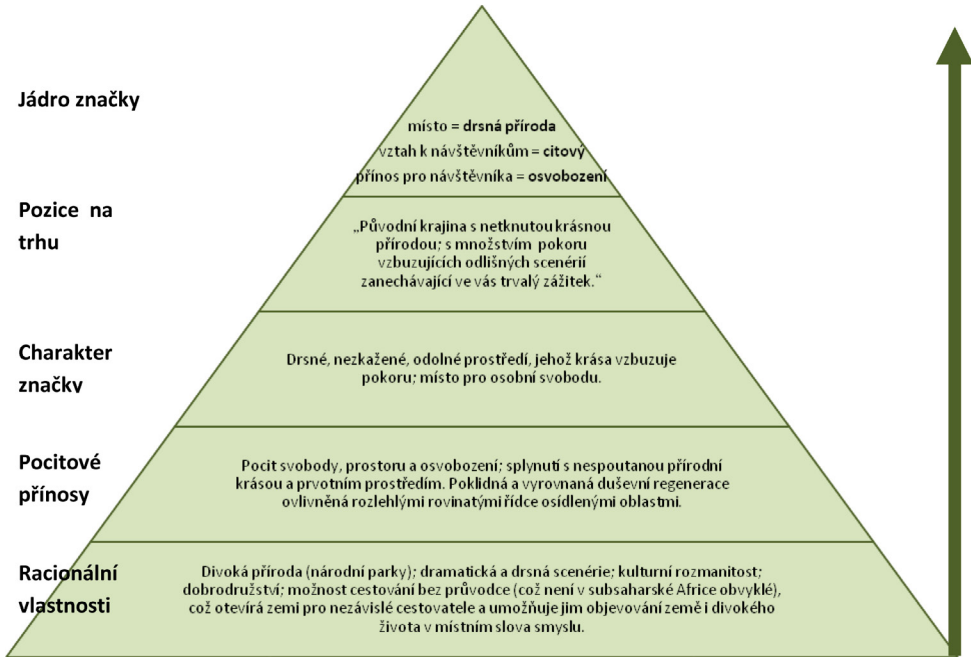 Jádro značky
místo = drsná příroda
vztah k návštěvníkům = citový
přínos pro návštěvníka = osvobození
Pozice na
trhu
„Původní krajina s netknutou krásnou
přírodou; s množstvím pokoru
vzbuzujících odlišných scenérií
zanechávající ve vás trvalý zážitek.“
Charakter
značky
Drsné, nezkažené, odolné prostředí, jehož krása vzbuzuje
pokoru; místo pro osobní svobodu.
Pocitové
přínosy
Pocit svobody, prostoru a osvobození; splynutí s nespoutanou přírodní
krásou a prvotním prostředím. Poklidná a vyrovnaná duševní regenerace
ovlivněná rozlehlými rovinatými řídce osídlenými oblastmi.
Racionální
vlastnosti
Divoká příroda (národní parky); dramatická a drsná scenérie; kulturní rozmanitost;
dobrodružství; možnost cestování bez průvodce (což není v subsaharské Africe obvyklé),
což otevírá zemi pro nezávislé cestovatele a umožňuje jim objevování země i divokého
života v místním slova smyslu.